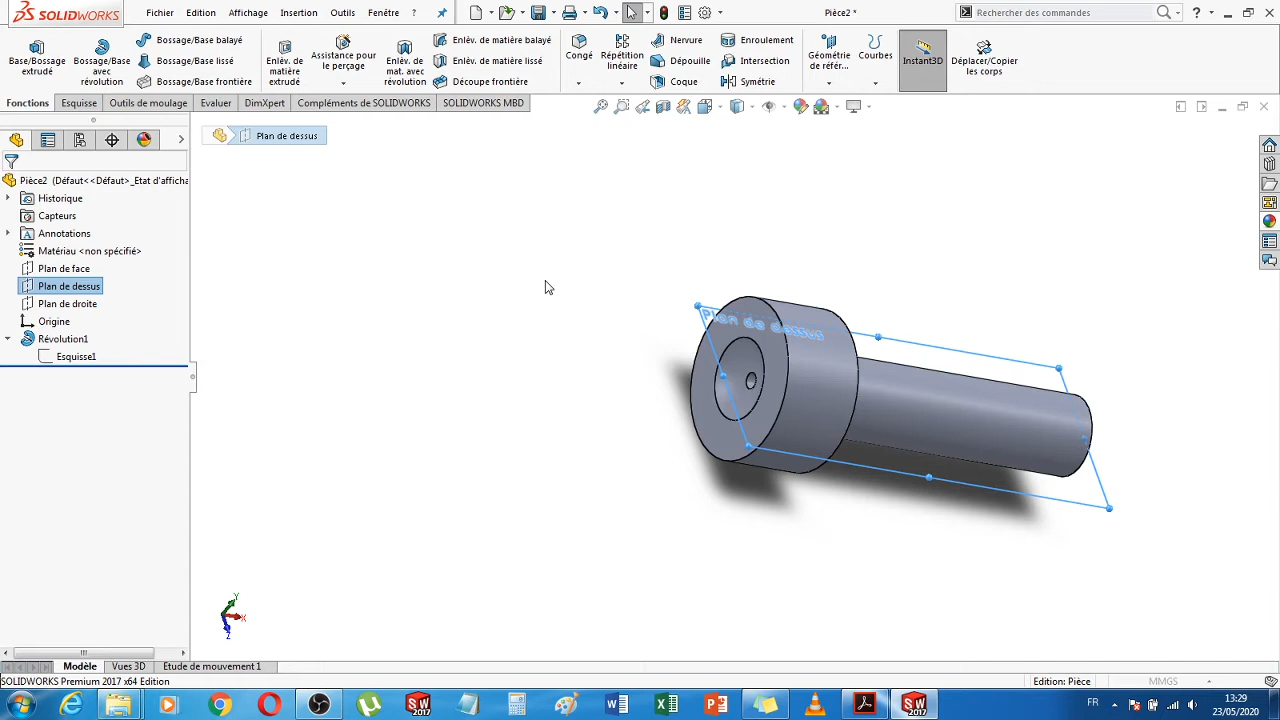 SOLIDWORKS
Fichier
Edition
Affichage
Insertion
Outils
Fenêtre
?
Pièce2 *
Rechercher des commandes
?
Base/Bossage extrudé
Bossage/Base avec révolution
Bossage/Base balayé
Bossage/Base lissé
Bossage/Base frontière
Enlèv. de matière extrudé
Assistance pour le perçage
Enlèv. de mat. avec révolution
Enlèv. de matière balayé
Enlèv. de matière lissé
Découpe frontière
Congé
Répétition linéaire
Nervure
Dépouille
Coque
Enroulement
Intersection
Symétrie
Géométrie de référ...
Courbes
Instant3D
Déplacer/Copier les corps
Fonctions
Esquisse
Outils de moulage
Evaluer
DimXpert
Compléments de SOLIDWORKS
SOLIDWORKS MBD
Plan de dessus
Pièce2 (Défaut<<Défaut>_Etat d'afficha
Historique
Capteurs
Annotations
Matériau <non spécifié>
Plan de face
Plan de dessus
Plan de droite
Origine
Révolution1
Esquisse1
Plan de dessus
Y
X
Z
Modèle
Vues 3D
Etude de mouvement 1
SOLIDWORKS Premium 2017 x64 Edition
Edition: Pièce
MMGS
FR
13:29
23/05/2020